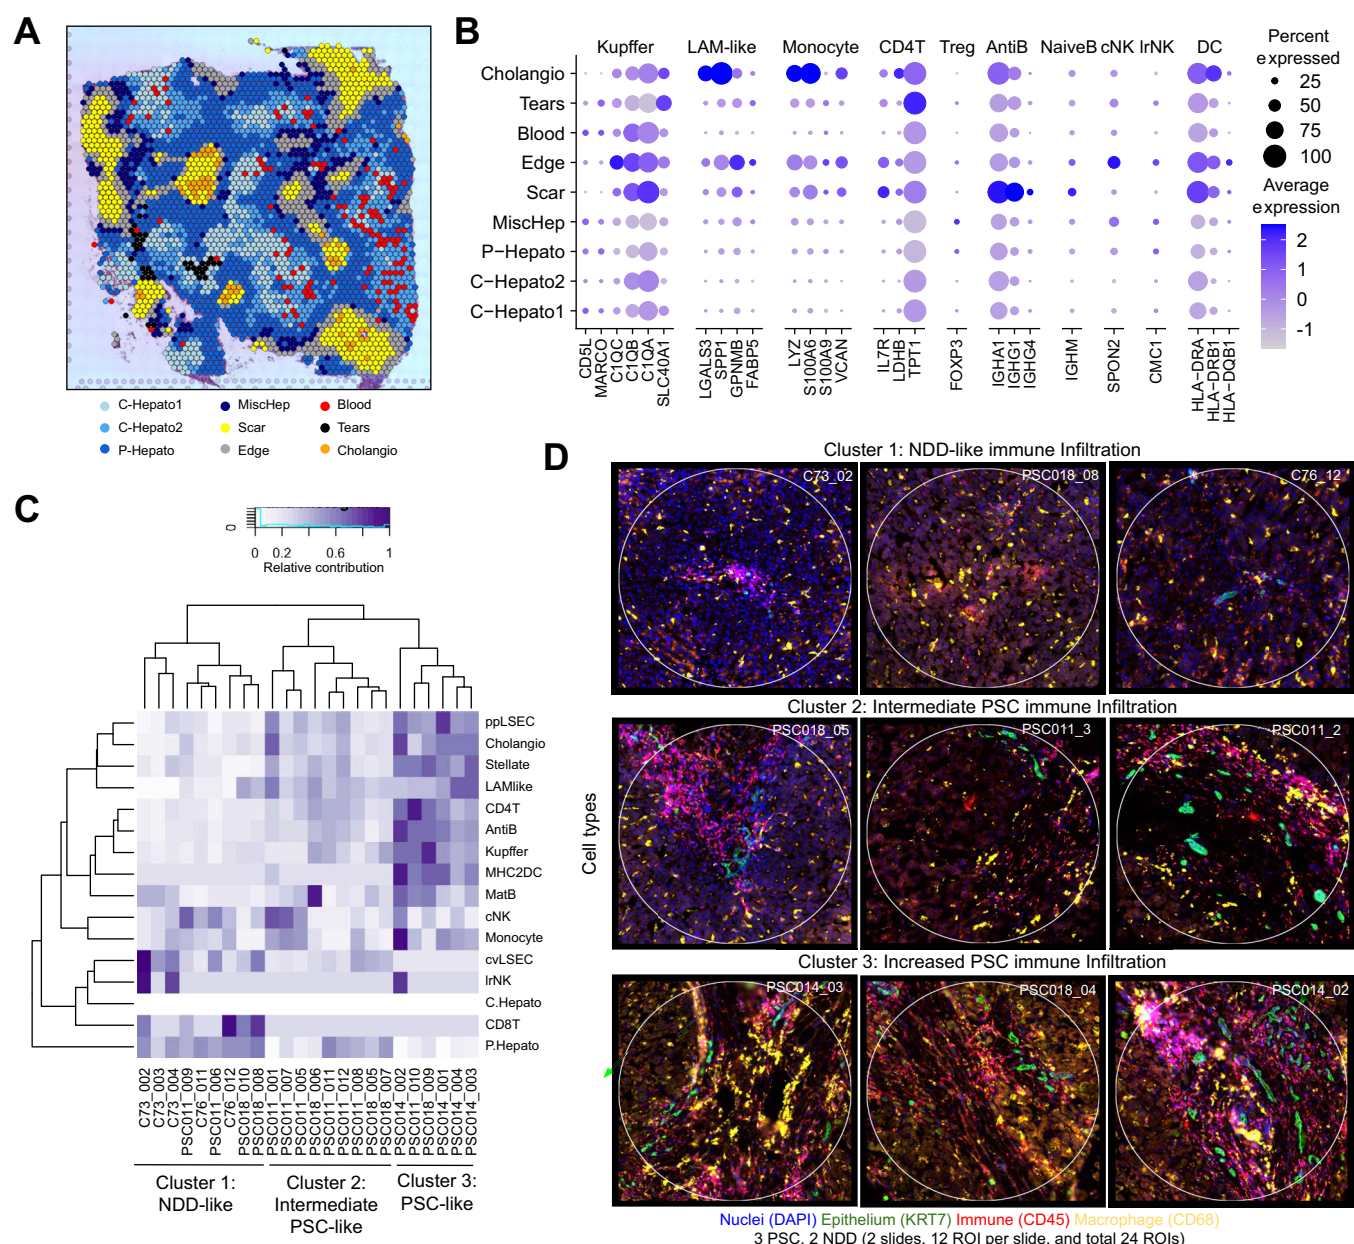 A
C-Hepato1
MiscHep
Blood
C-Hepato2
Scar
Tears
P-Hepato
Edge
Cholangio
B
Kupffer LAM-like Monocyte CD4T Treg AntiB NaiveB cNK lrNK DC
Cholangio
Tears
Blood
Edge
Scar
MiscHep
P-Hepato
C-Hepato2
C-Hepato1
CD5L
MARCO
C1QC
C1QB
C1QA
SLC40A1
LGALS3
SPP1
GPNMB
FABP5
LYZ
S100A6
S100A9
VCAN
IL7R
LDHB
TPT1
FOXP3
IGHA1
IGHG1
IGHG4
IGHM
SPON2
CMC1
HLA-DRA
HLA-DRB1
HLA-DQB1
Percent
expressed
25
50
75
100
Average
expression
2
1
0
-1
C
0
0 0.2 0.6 1
Relative contribution
ppLSEC
Cholangio
Stellate
LAMlike
CD4T
AntiB
Kupffer
MHC2DC
MatB
cNK
Monocyte
cvLSEC
lrNK
C.Hepato
CD8T
P.Hepato
Cell types
C73_002
C73_003
C73_004
PSC011_009
C76_011
PSC011_006
C76_012
PSC018_010
PSC018_008
PSC011_001
PSC011_007
PSC011_005
PSC018_006
PSC011_011
PSC011_012
PSC011_008
PSC018_005
PSC018_007
PSC014_002
PSC011_010
PSC018_009
PSC014_001
PSC014_004
PSC014_003
Cluster 1:
NDD-like
Cluster 2:
Intermediate
PSC-like
Cluster 3:
PSC-like
D
Cluster 1: NDD-like immune Infiltration
C73_02
PSC018_08
C76_12
Cluster 2: Intermediate PSC immune Infiltration
PSC018_05
PSC011_3
PSC011_2
Cluster 3: Increased PSC immune Infiltration
PSC014_03
PSC018_04
PSC014_02
Nuclei (DAPI) Epithelium (KRT7) Immune (CD45) Macrophage (CD68)
3 PSC, 2 NDD (2 slides, 12 ROI per slide, and total 24 ROIs)